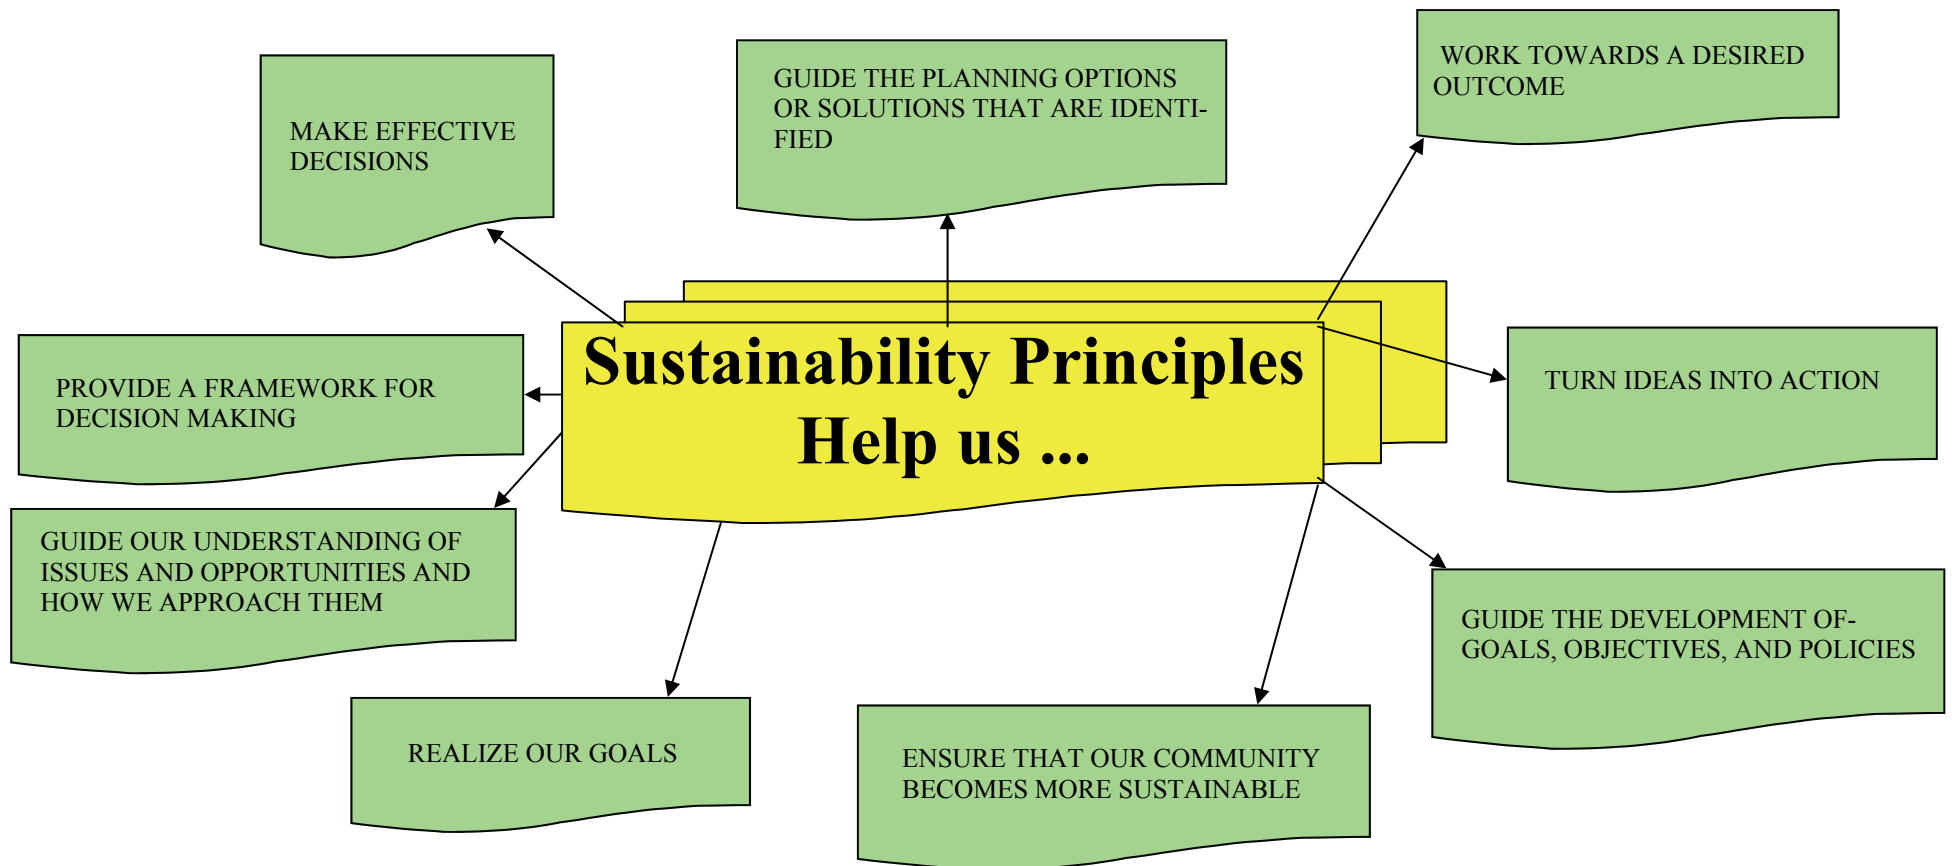 WORK TOWARDS A DESIRED
OUTCOME
GUIDE THE PLANNING OPTIONS
OR SOLUTIONS THAT ARE IDENTI-
FIED
MAKE EFFECTIVE
DECISIONS
Sustainability Principles
Help us ...
PROVIDE A FRAMEWORK FOR
DECISION MAKING
TURN IDEAS INTO ACTION
GUIDE OUR UNDERSTANDING OF
ISSUES AND OPPORTUNITIES AND
HOW WE APPROACH THEM
GUIDE THE DEVELOPMENT OF-
GOALS, OBJECTIVES, AND POLICIES
REALIZE OUR GOALS
ENSURE THAT OUR COMMUNITY
BECOMES MORE SUSTAINABLE